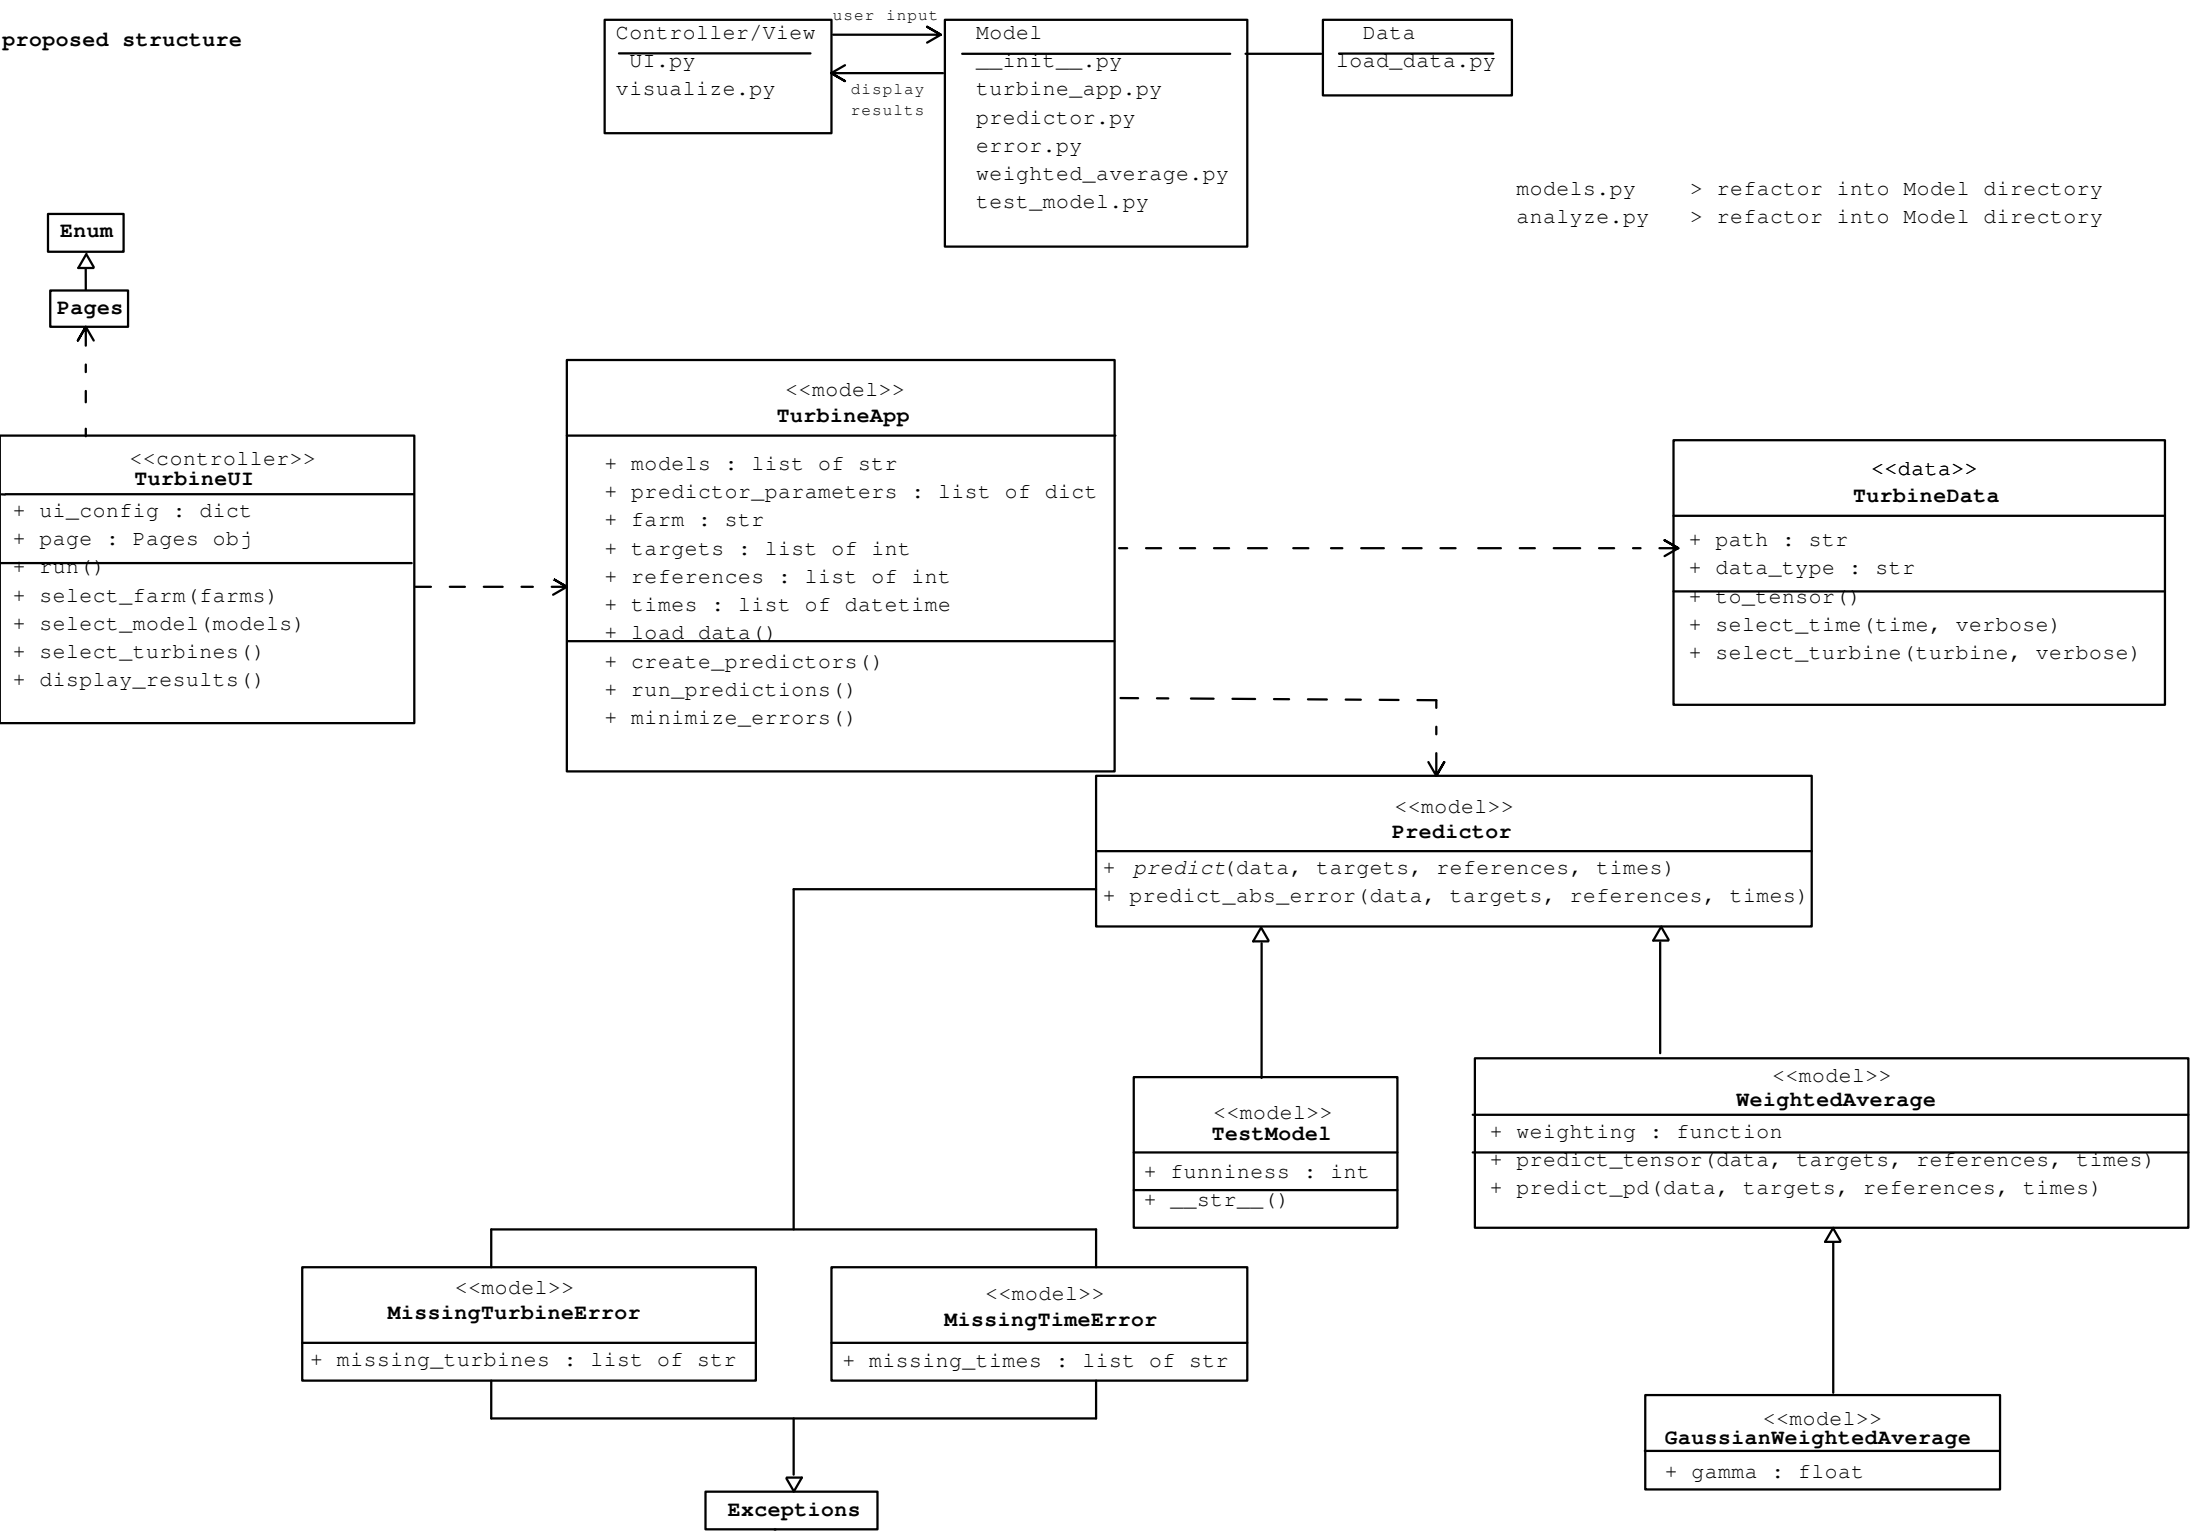 proposed structure
Controller/View
UI.py
visualize.py
user input
display
results
Model
__init__.py
turbine_app.py
predictor.py
error.py
weighted_average.py
test_model.py
Data
load_data.py
models.py > refactor into Model directory
analyze.py > refactor into Model directory
Enum
Pages
<<controller>>
TurbineUI
+ ui_config : dict
+ page : Pages obj
+ run()
+ select_farm(farms)
+ select_model(models)
+ select_turbines()
+ display_results()
<<model>>
TurbineApp
+ models : list of str
+ predictor_parameters : list of dict
+ farm : str
+ targets : list of int
+ references : list of int
+ times : list of datetime
+ load_data()
+ create_predictors()
+ run_predictions()
+ minimize_errors()
<<data>>
TurbineData
+ path : str
+ data_type : str
+ to_tensor()
+ select_time(time, verbose)
+ select_turbine(turbine, verbose)
<<model>>
Predictor
+ predict(data, targets, references, times)
+ predict_abs_error(data, targets, references, times)
<<model>>
TestModel
+ funniness : int
+ __str__()
<<model>>
WeightedAverage
+ weighting : function
+ predict_tensor(data, targets, references, times)
+ predict_pd(data, targets, references, times)
<<model>>
MissingTurbineError
+ missing_turbines : list of str
<<model>>
MissingTimeError
+ missing_times : list of str
<<model>>
GaussianWeightedAverage
+ gamma : float
Exceptions